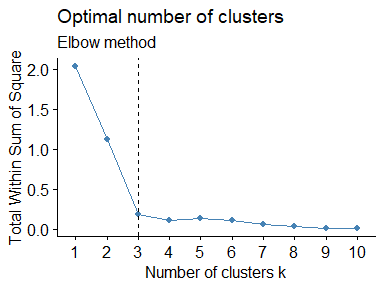 Optimal number of clusters
Elbow method
Total Within Sum of Square
2.0
1.5
1.0
0.5
0.0
1 2 3 4 5 6 7 8 9 10
Number of clusters k